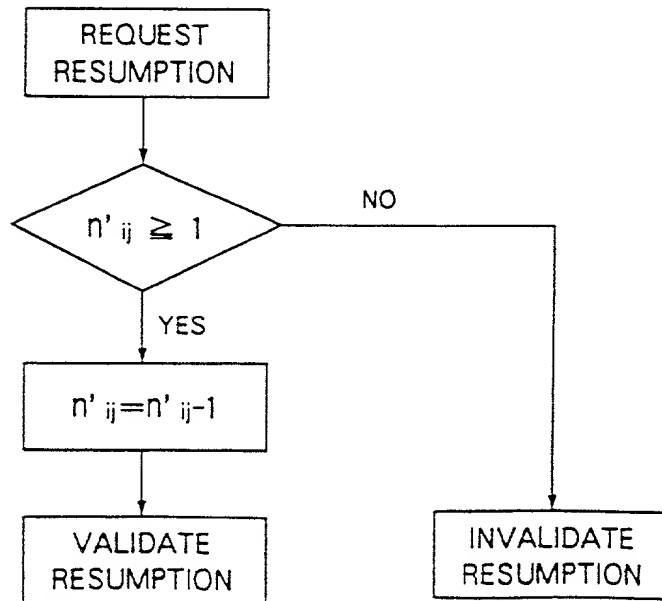 REQUEST
RESUMPTION
n' ij ≧ 1
NO
YES
n' ij=n' ij-1
VALIDATE
RESUMPTION
INVALIDATE
RESUMPTION